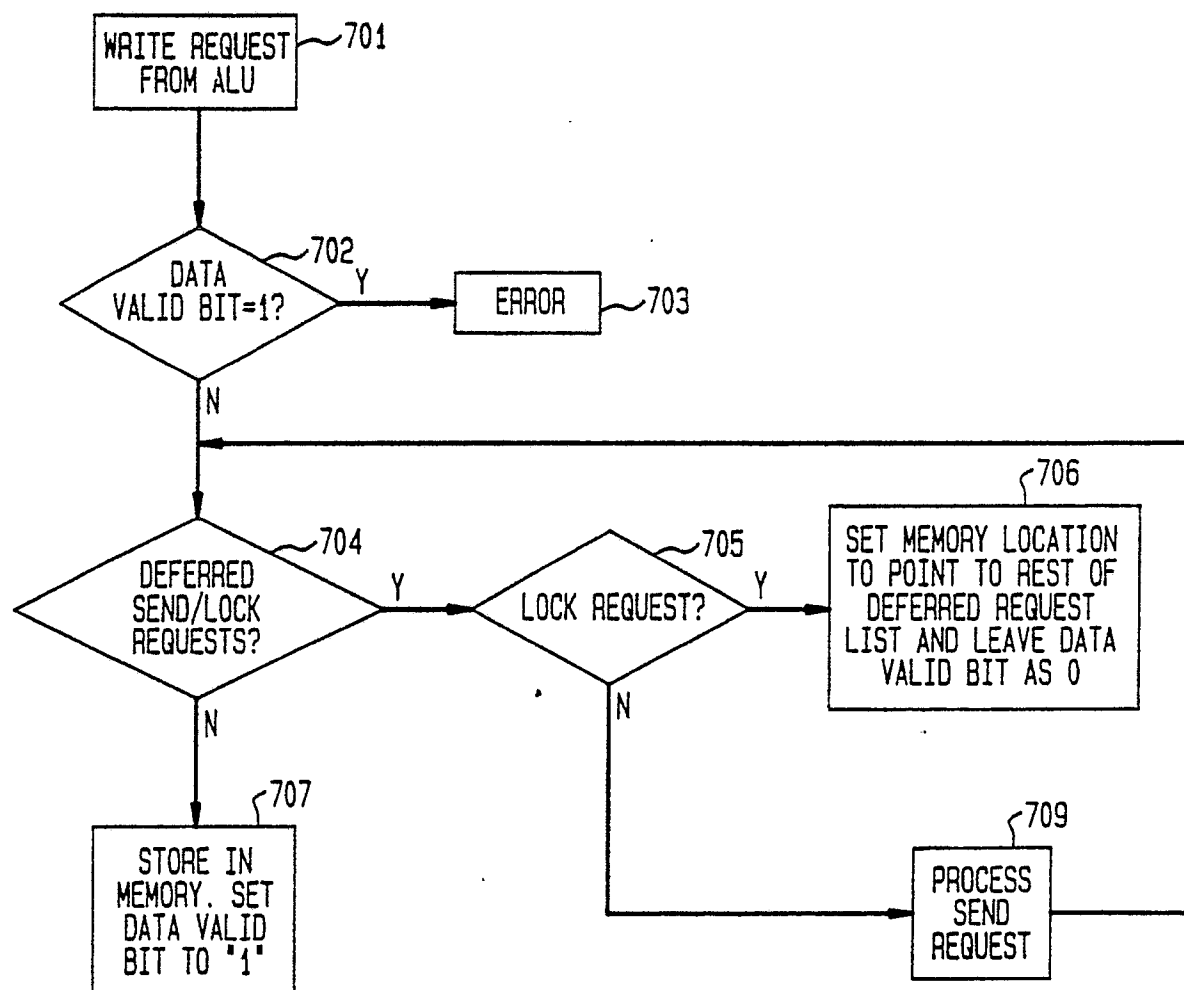 WRITE REQUEST
FROM ALU
701
DATA
VALID BIT=1?
702
Y
ERROR
703
N
DEFERRED
SEND/LOCK
REQUESTS?
704
Y
LOCK REQUEST?
705
Y
706
SET MEMORY LOCATION
TO POINT TO REST OF
DEFERRED REQUEST
LIST AND LEAVE DATA
VALID BIT AS 0
N
N
707
STORE IN
MEMORY. SET
DATA VALID
BIT TO "1"
709
PROCESS
SEND
REQUEST